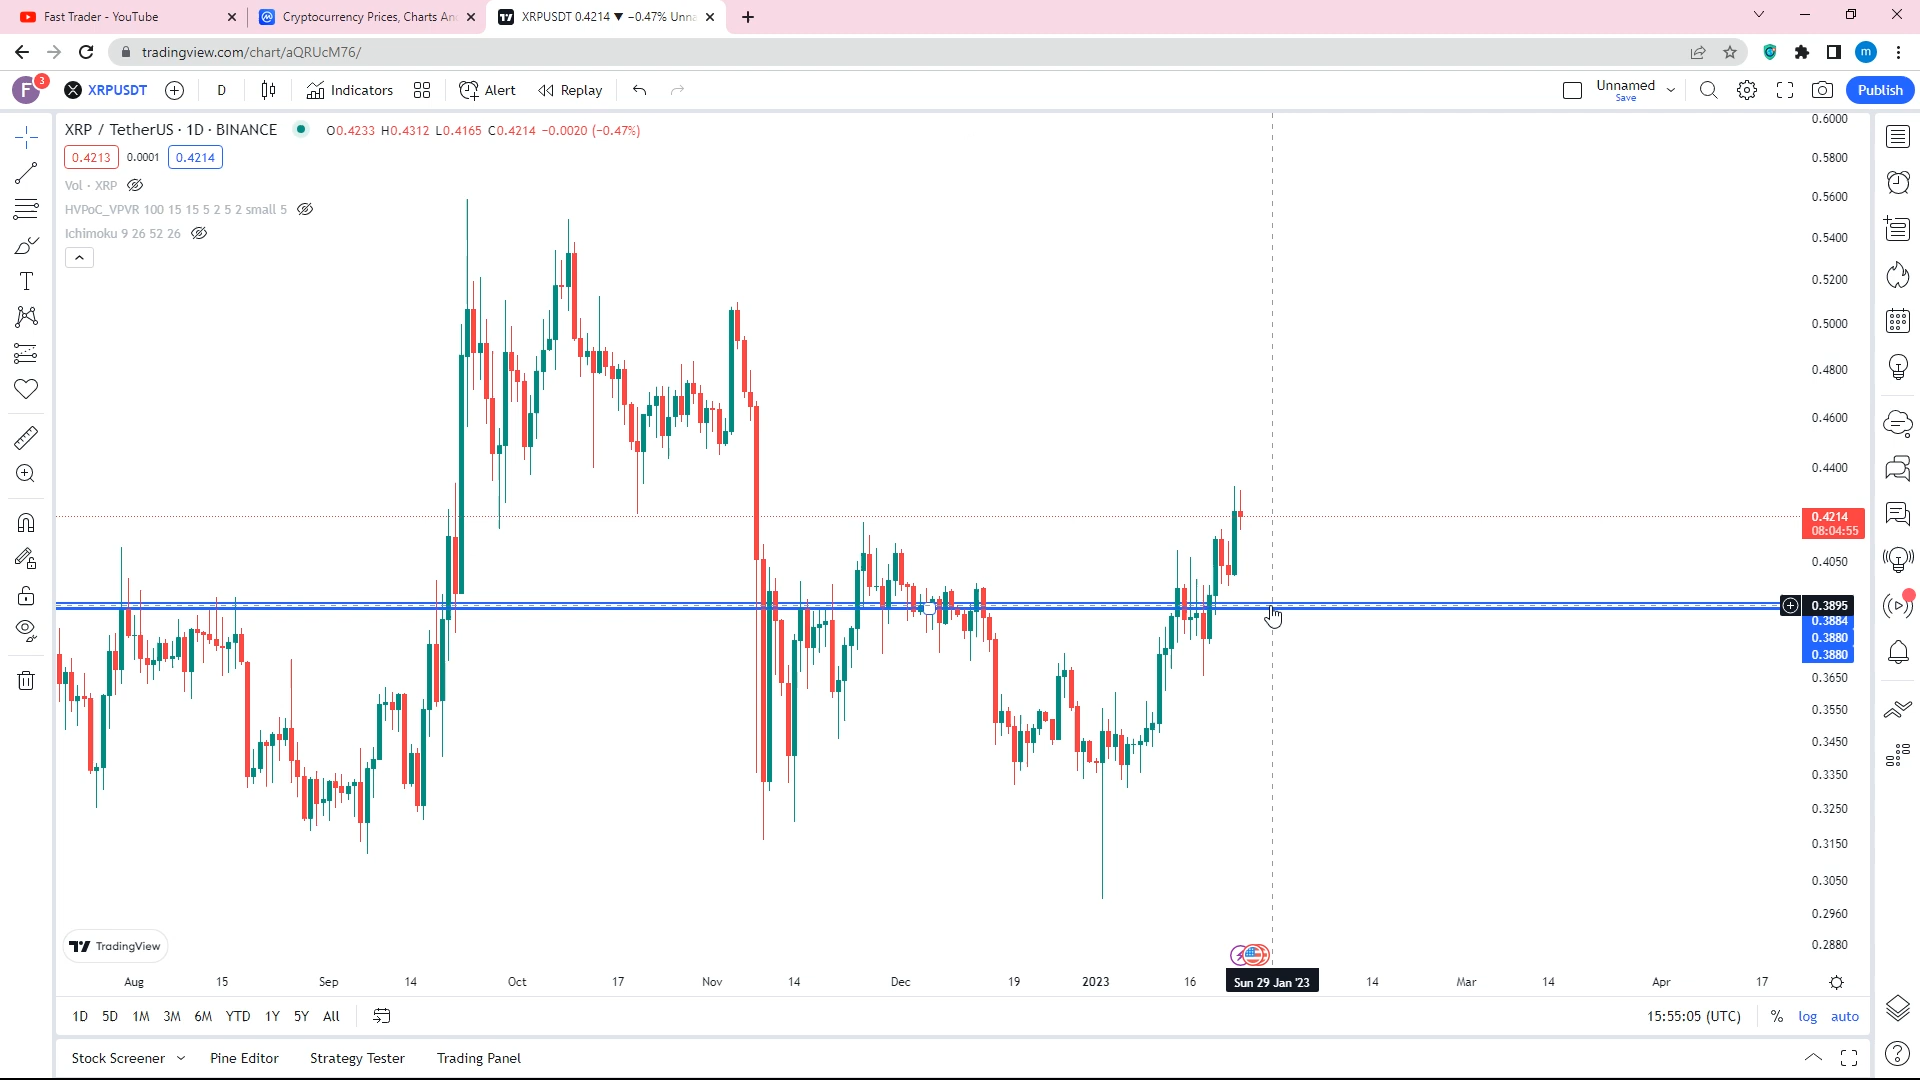 Fast Trader - YouTube
Cryptocurrency Prices, Charts An
XRPUSDT 0.4214 ▼ −0.47% Unna
tradingview.com/chart/aQRUcM76/
m
F
3
XRPUSDT
D
Indicators
Alert
Replay
Unnamed
Save
Publish
XRP / TetherUS · 1D · BINANCE
O0.4233 H0.4312 L0.4165 C0.4214 −0.0020 (−0.47%)
0.4213
0.0001
0.4214
Vol · XRP
HVPoC_VPVR 100 15 15 5 2 5 2 small 5
Ichimoku 9 26 52 26
0.6000
0.5800
0.5600
0.5400
0.5200
0.5000
0.4800
0.4600
0.4400
0.4214
08:04:55
0.4050
0.3895
0.3884
0.3880
0.3880
0.3650
0.3550
0.3450
0.3350
0.3250
0.3150
0.3050
0.2960
0.2880
TradingView
Aug 15 Sep 14 Oct 17 Nov 14 Dec 19 2023 16 Sun 29 Jan '23 14 Mar 14 Apr 17
1D 5D 1M 3M 6M YTD 1Y 5Y All
15:55:05 (UTC) % log auto
Stock Screener Pine Editor Strategy Tester Trading Panel